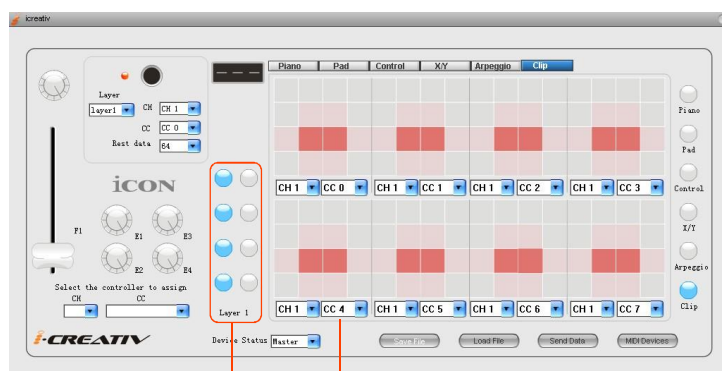 icreativ
Piano Pad Control X/Y Arpeggio Clip
Layer
layer1 CH CH 1
CC CC 0
Rest data 64
Piano
Pad
iCON
CH 1 CC 0 CH 1 CC 1 CH 1 CC 2 CH 1 CC 3
Control
F1 E1 E3
X/Y
E2 E4
Arpeggio
Select the controller to assign
CH CC
Layer 1
CH 1 CC 4 CH 1 CC 5 CH 1 CC 6 CH 1 CC 7
Clip
i-CREATIV
Device Status Master
Save File Load File Send Data MIDI Devices